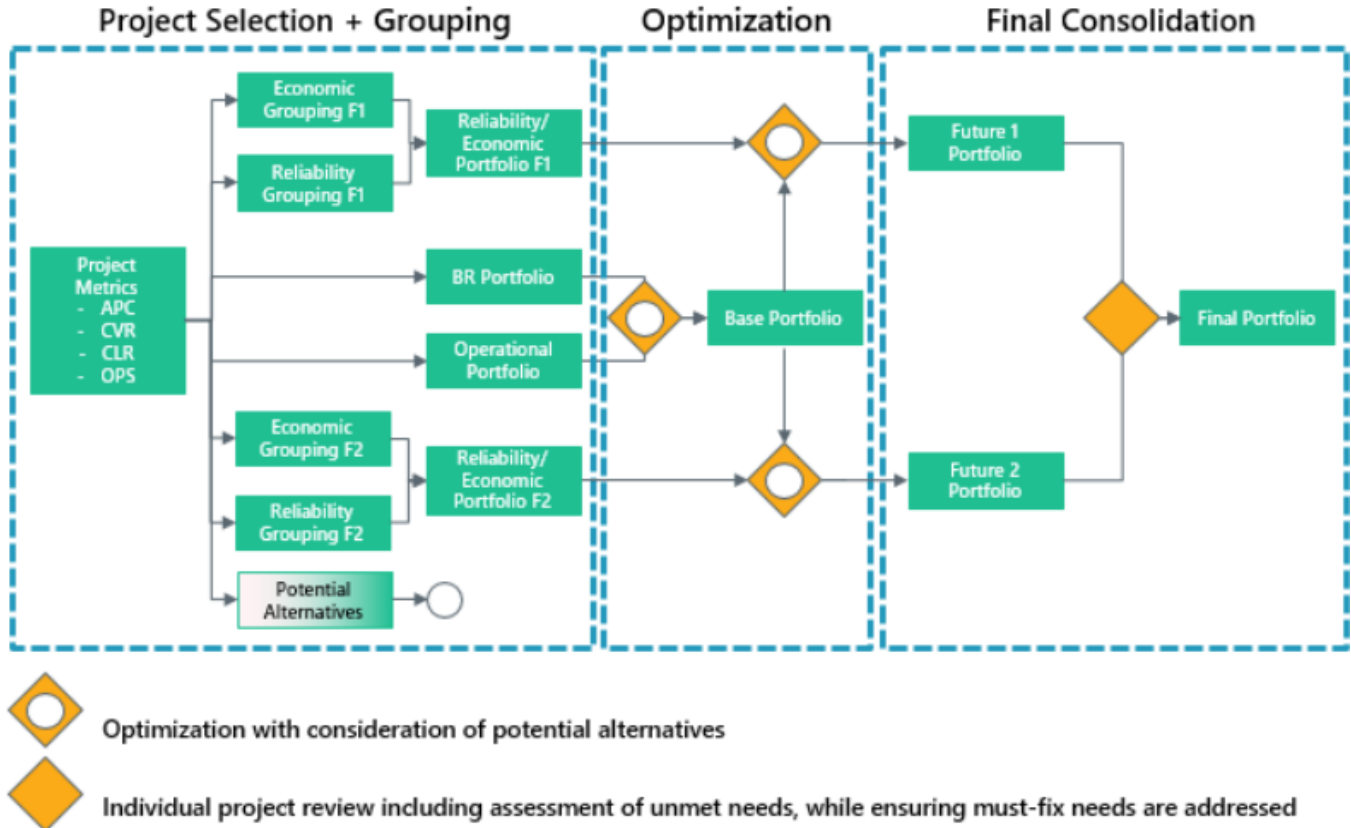 Project Selection + Grouping
Optimization
Final Consolidation
Economic
Grouping F1
Reliability
Grouping F1
Reliability/
Economic
Portfolio F1
Future 1
Portfolio
Project
Metrics
- APC
- CVR
- CLR
- OPS
BR Portfolio
Operational
Portfolio
Base Portfolio
Final Portfolio
Economic
Grouping F2
Reliability
Grouping F2
Reliability/
Economic
Portfolio F2
Future 2
Portfolio
Potential
Alternatives
Optimization with consideration of potential alternatives
Individual project review including assessment of unmet needs, while ensuring must-fix needs are addressed